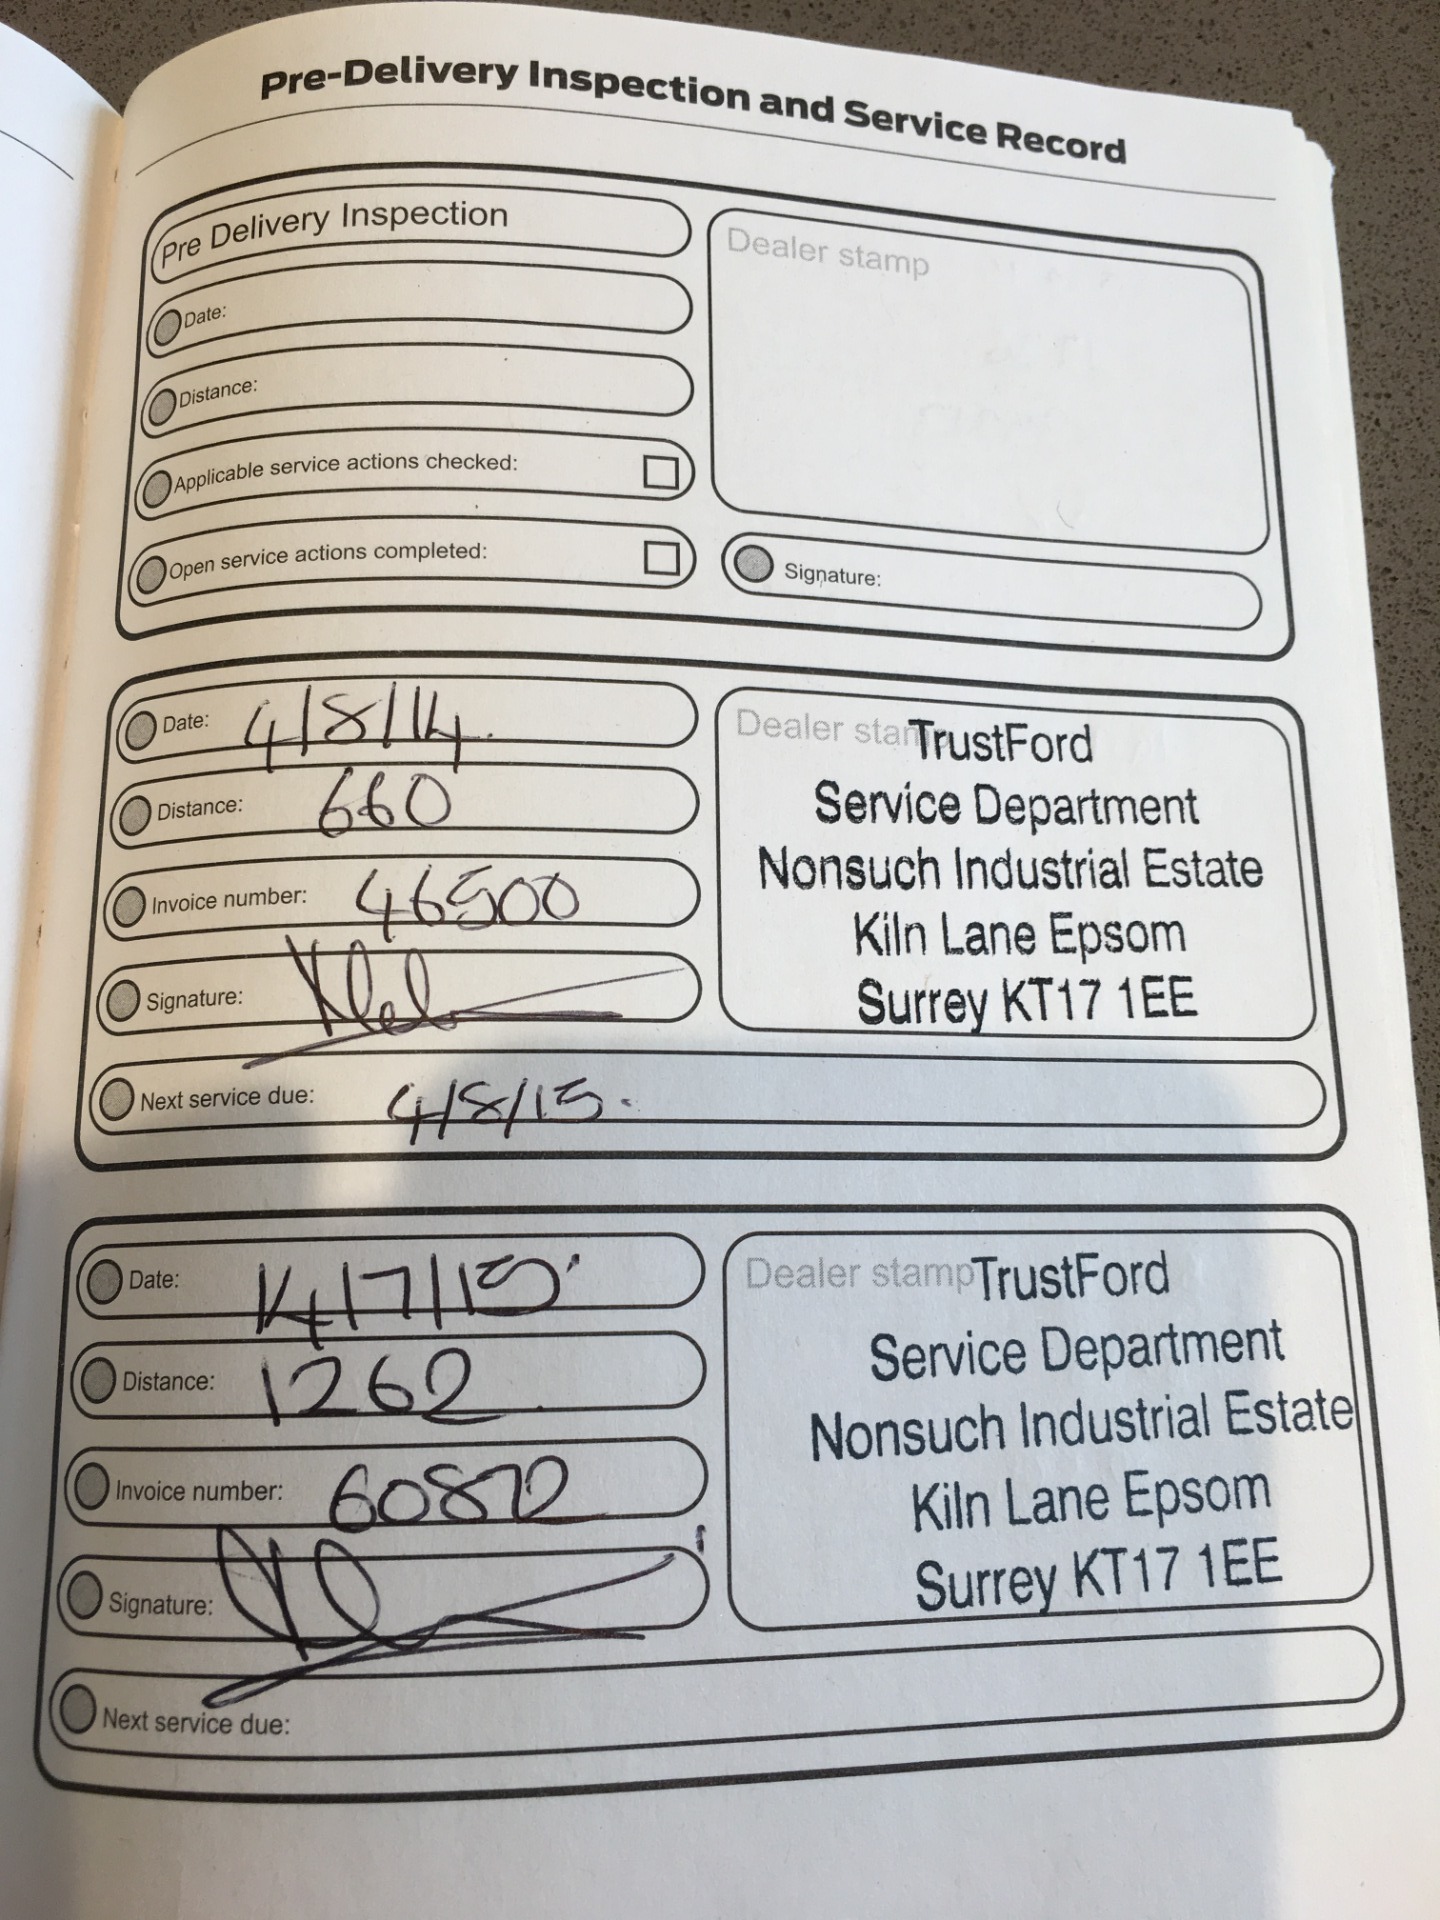 Pre-Delivery Inspection and Service Record
Pre Delivery Inspection
Date:
Distance:
Applicable service actions checked:
Open service actions completed:
Dealer stamp
Signature:
Date: 4/8/14.
Distance: 660
Invoice number: 46500
Signature:
Next service due: 4/8/15.
Dealer stamp TrustFord
Service Department
Nonsuch Industrial Estate
Kiln Lane Epsom
Surrey KT17 1EE
Date: 14/7/15
Distance: 1262
Invoice number: 60872
Signature:
Next service due:
Dealer stamp TrustFord
Service Department
Nonsuch Industrial Estate
Kiln Lane Epsom
Surrey KT17 1EE